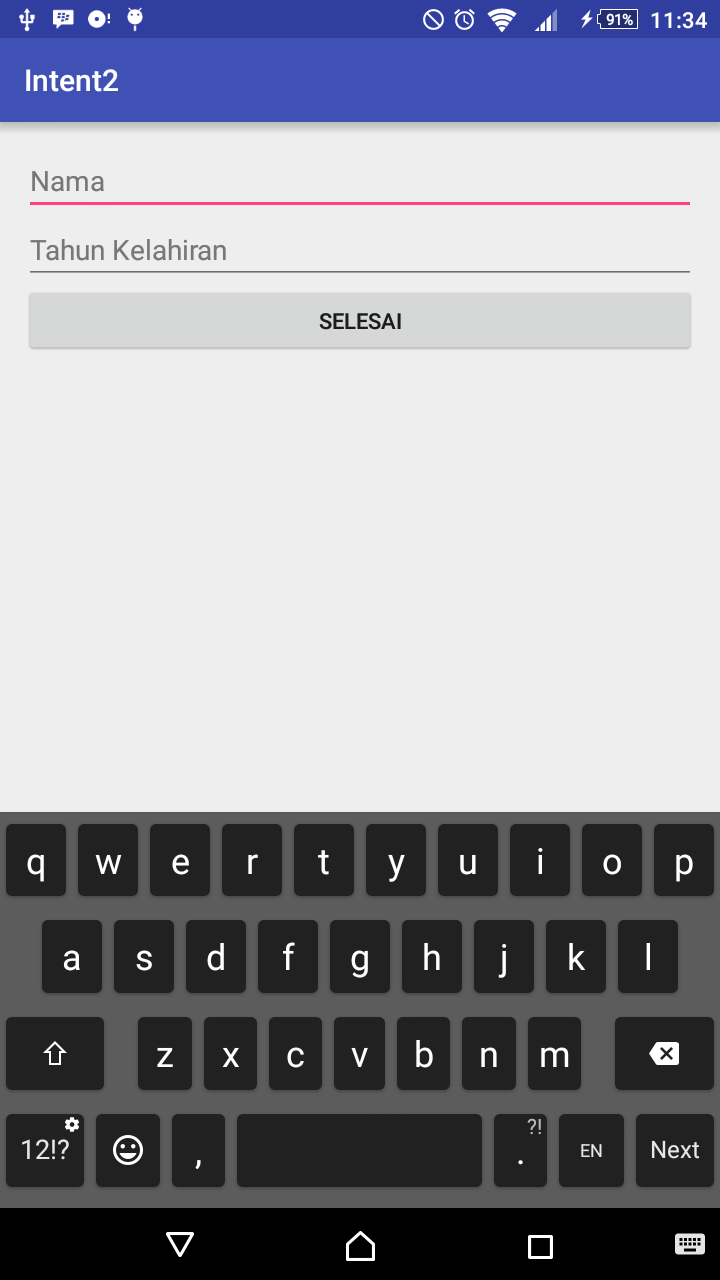 91% 11:34
Intent2
Nama
Tahun Kelahiran
SELESAI
q w e r t y u i o p
a s d f g h j k l
z x c v b n m
12!? , ?! . EN Next